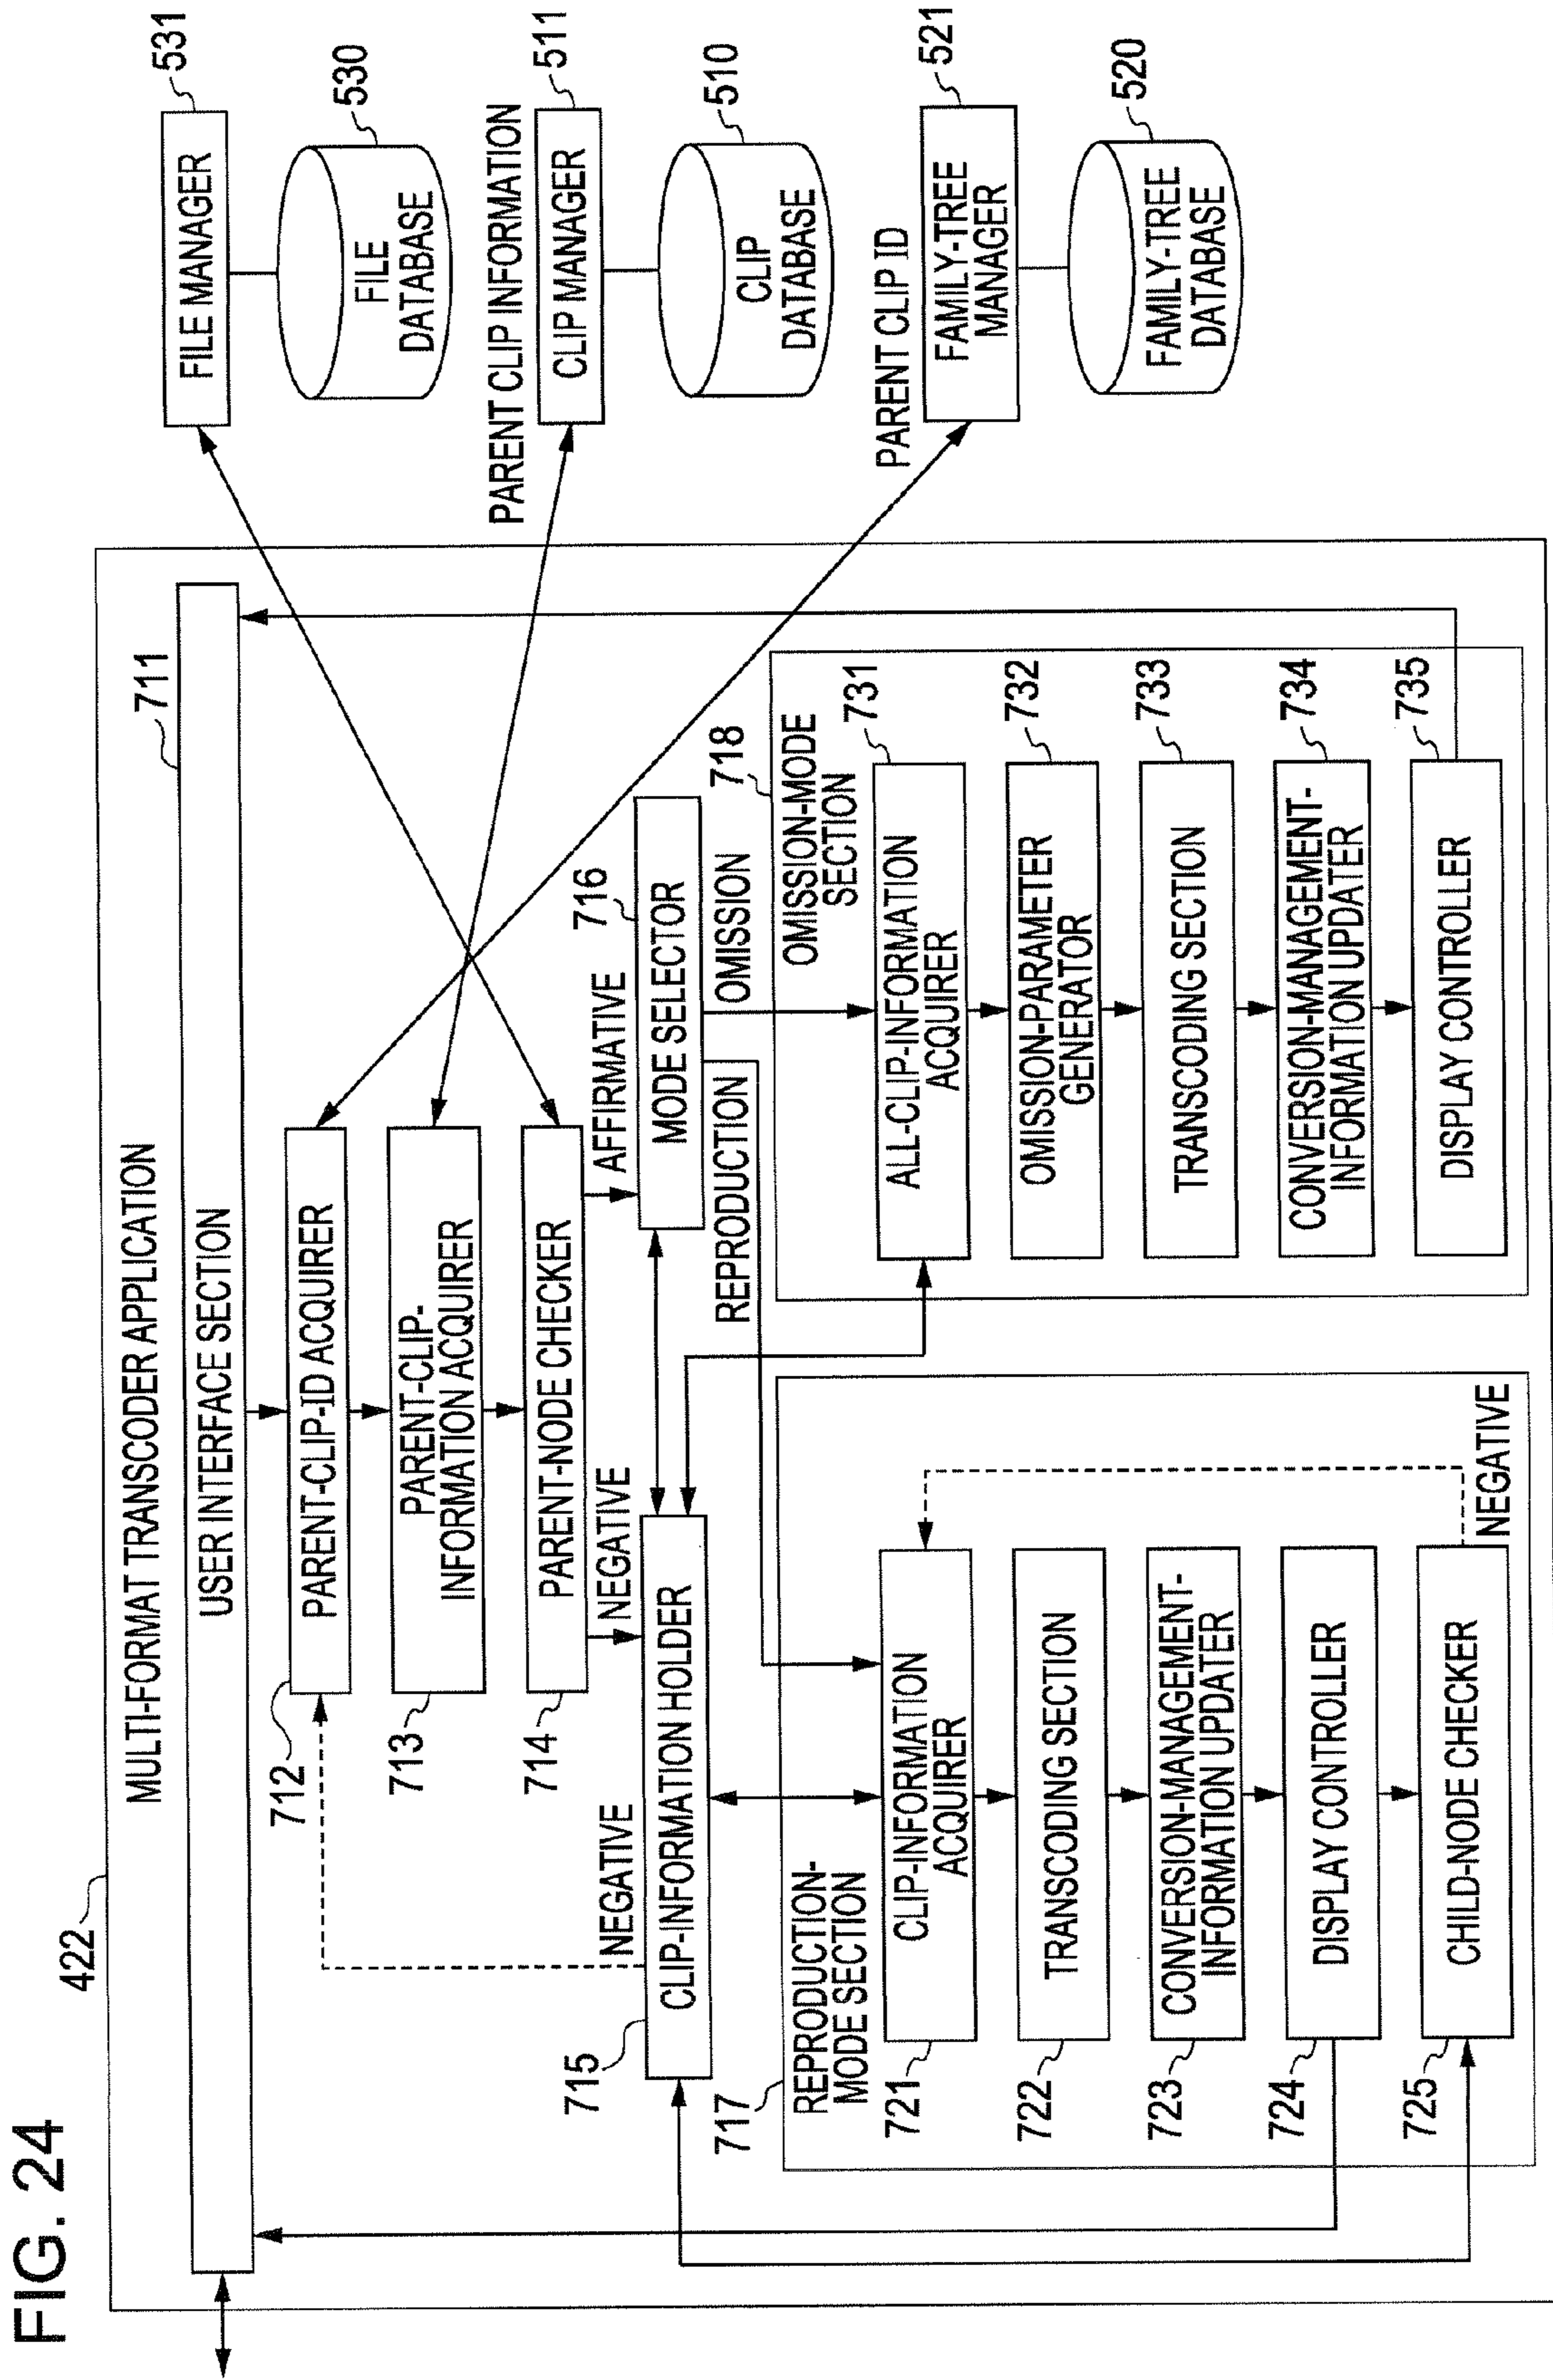 FIG. 24
422
MULTI-FORMAT TRANSCODER APPLICATION
711
USER INTERFACE SECTION
712
PARENT-CLIP-ID ACQUIRER
713
PARENT-CLIP-
INFORMATION ACQUIRER
714
PARENT-NODE CHECKER
NEGATIVE
NEGATIVE
AFFIRMATIVE
715
CLIP-INFORMATION HOLDER
716
MODE SELECTOR
REPRODUCTION
OMISSION
717
REPRODUCTION-
MODE SECTION
721
CLIP-INFORMATION
ACQUIRER
722
TRANSCODING SECTION
723
CONVERSION-MANAGEMENT-
INFORMATION UPDATER
724
DISPLAY CONTROLLER
725
CHILD-NODE CHECKER
NEGATIVE
OMISSION-MODE
SECTION
718
731
ALL-CLIP-INFORMATION
ACQUIRER
732
OMISSION-PARAMETER
GENERATOR
733
TRANSCODING SECTION
734
CONVERSION-MANAGEMENT-
INFORMATION UPDATER
735
DISPLAY CONTROLLER
531
FILE MANAGER
530
FILE
DATABASE
PARENT CLIP INFORMATION
511
CLIP MANAGER
510
CLIP
DATABASE
PARENT CLIP ID
521
FAMILY-TREE
MANAGER
520
FAMILY-TREE
DATABASE